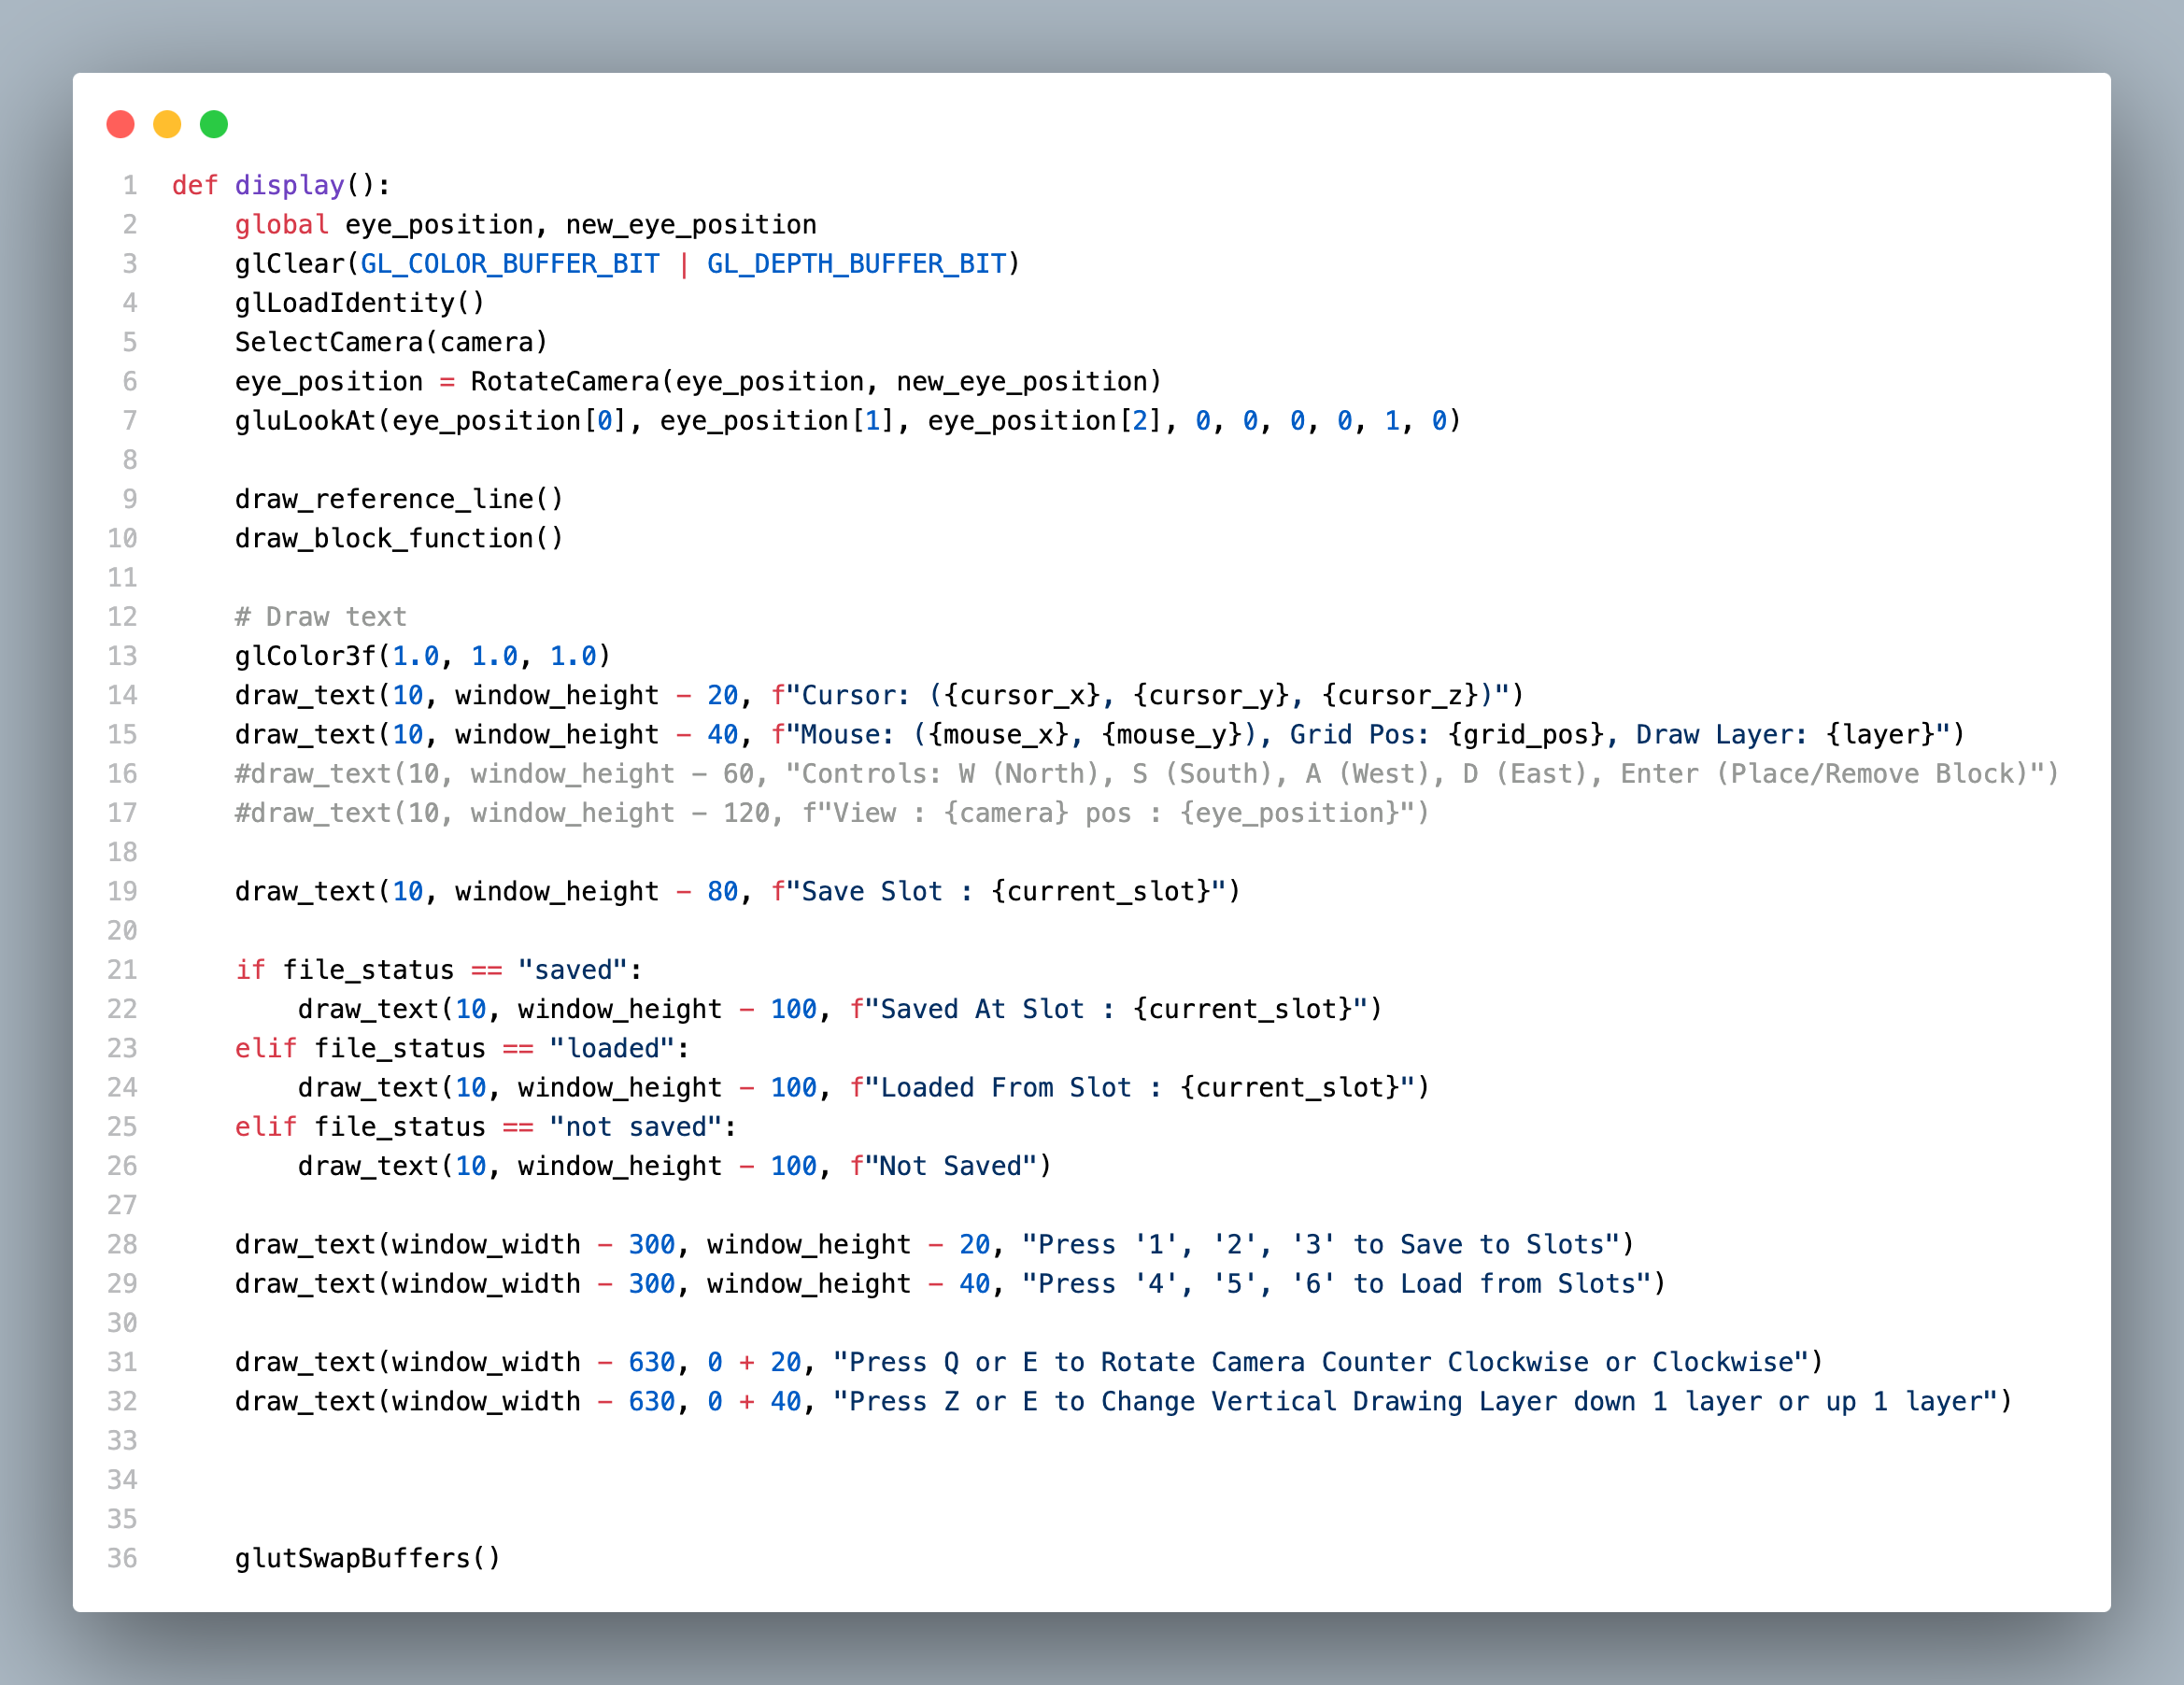 1 def display():
2     global eye_position, new_eye_position
3     glClear(GL_COLOR_BUFFER_BIT | GL_DEPTH_BUFFER_BIT)
4     glLoadIdentity()
5     SelectCamera(camera)
6     eye_position = RotateCamera(eye_position, new_eye_position)
7     gluLookAt(eye_position[0], eye_position[1], eye_position[2], 0, 0, 0, 0, 1, 0)
8
9     draw_reference_line()
10     draw_block_function()
11
12     # Draw text
13     glColor3f(1.0, 1.0, 1.0)
14     draw_text(10, window_height - 20, f"Cursor: ({cursor_x}, {cursor_y}, {cursor_z})")
15     draw_text(10, window_height - 40, f"Mouse: ({mouse_x}, {mouse_y}), Grid Pos: {grid_pos}, Draw Layer: {layer}")
16     #draw_text(10, window_height - 60, "Controls: W (North), S (South), A (West), D (East), Enter (Place/Remove Block)")
17     #draw_text(10, window_height - 120, f"View : {camera} pos : {eye_position}")
18
19     draw_text(10, window_height - 80, f"Save Slot : {current_slot}")
20
21     if file_status == "saved":
22         draw_text(10, window_height - 100, f"Saved At Slot : {current_slot}")
23     elif file_status == "loaded":
24         draw_text(10, window_height - 100, f"Loaded From Slot : {current_slot}")
25     elif file_status == "not saved":
26         draw_text(10, window_height - 100, f"Not Saved")
27
28     draw_text(window_width - 300, window_height - 20, "Press '1', '2', '3' to Save to Slots")
29     draw_text(window_width - 300, window_height - 40, "Press '4', '5', '6' to Load from Slots")
30
31     draw_text(window_width - 630, 0 + 20, "Press Q or E to Rotate Camera Counter Clockwise or Clockwise")
32     draw_text(window_width - 630, 0 + 40, "Press Z or E to Change Vertical Drawing Layer down 1 layer or up 1 layer")
33
34
35
36     glutSwapBuffers()